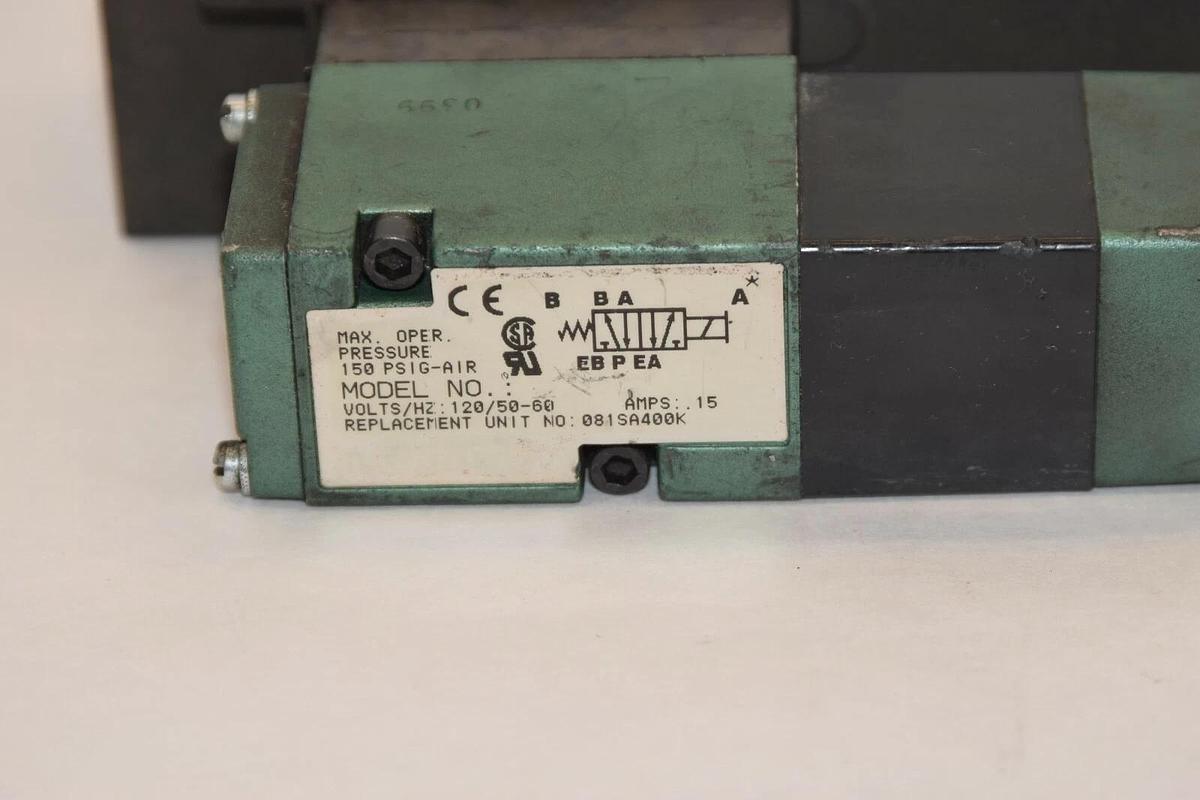 0399
CE B B A A*
EB P EA
MAX. OPER.
PRESSURE
150 PSIG-AIR
MODEL NO.:
VOLTS/HZ:120/50-60 AMPS:.15
REPLACEMENT UNIT NO:081SA400K